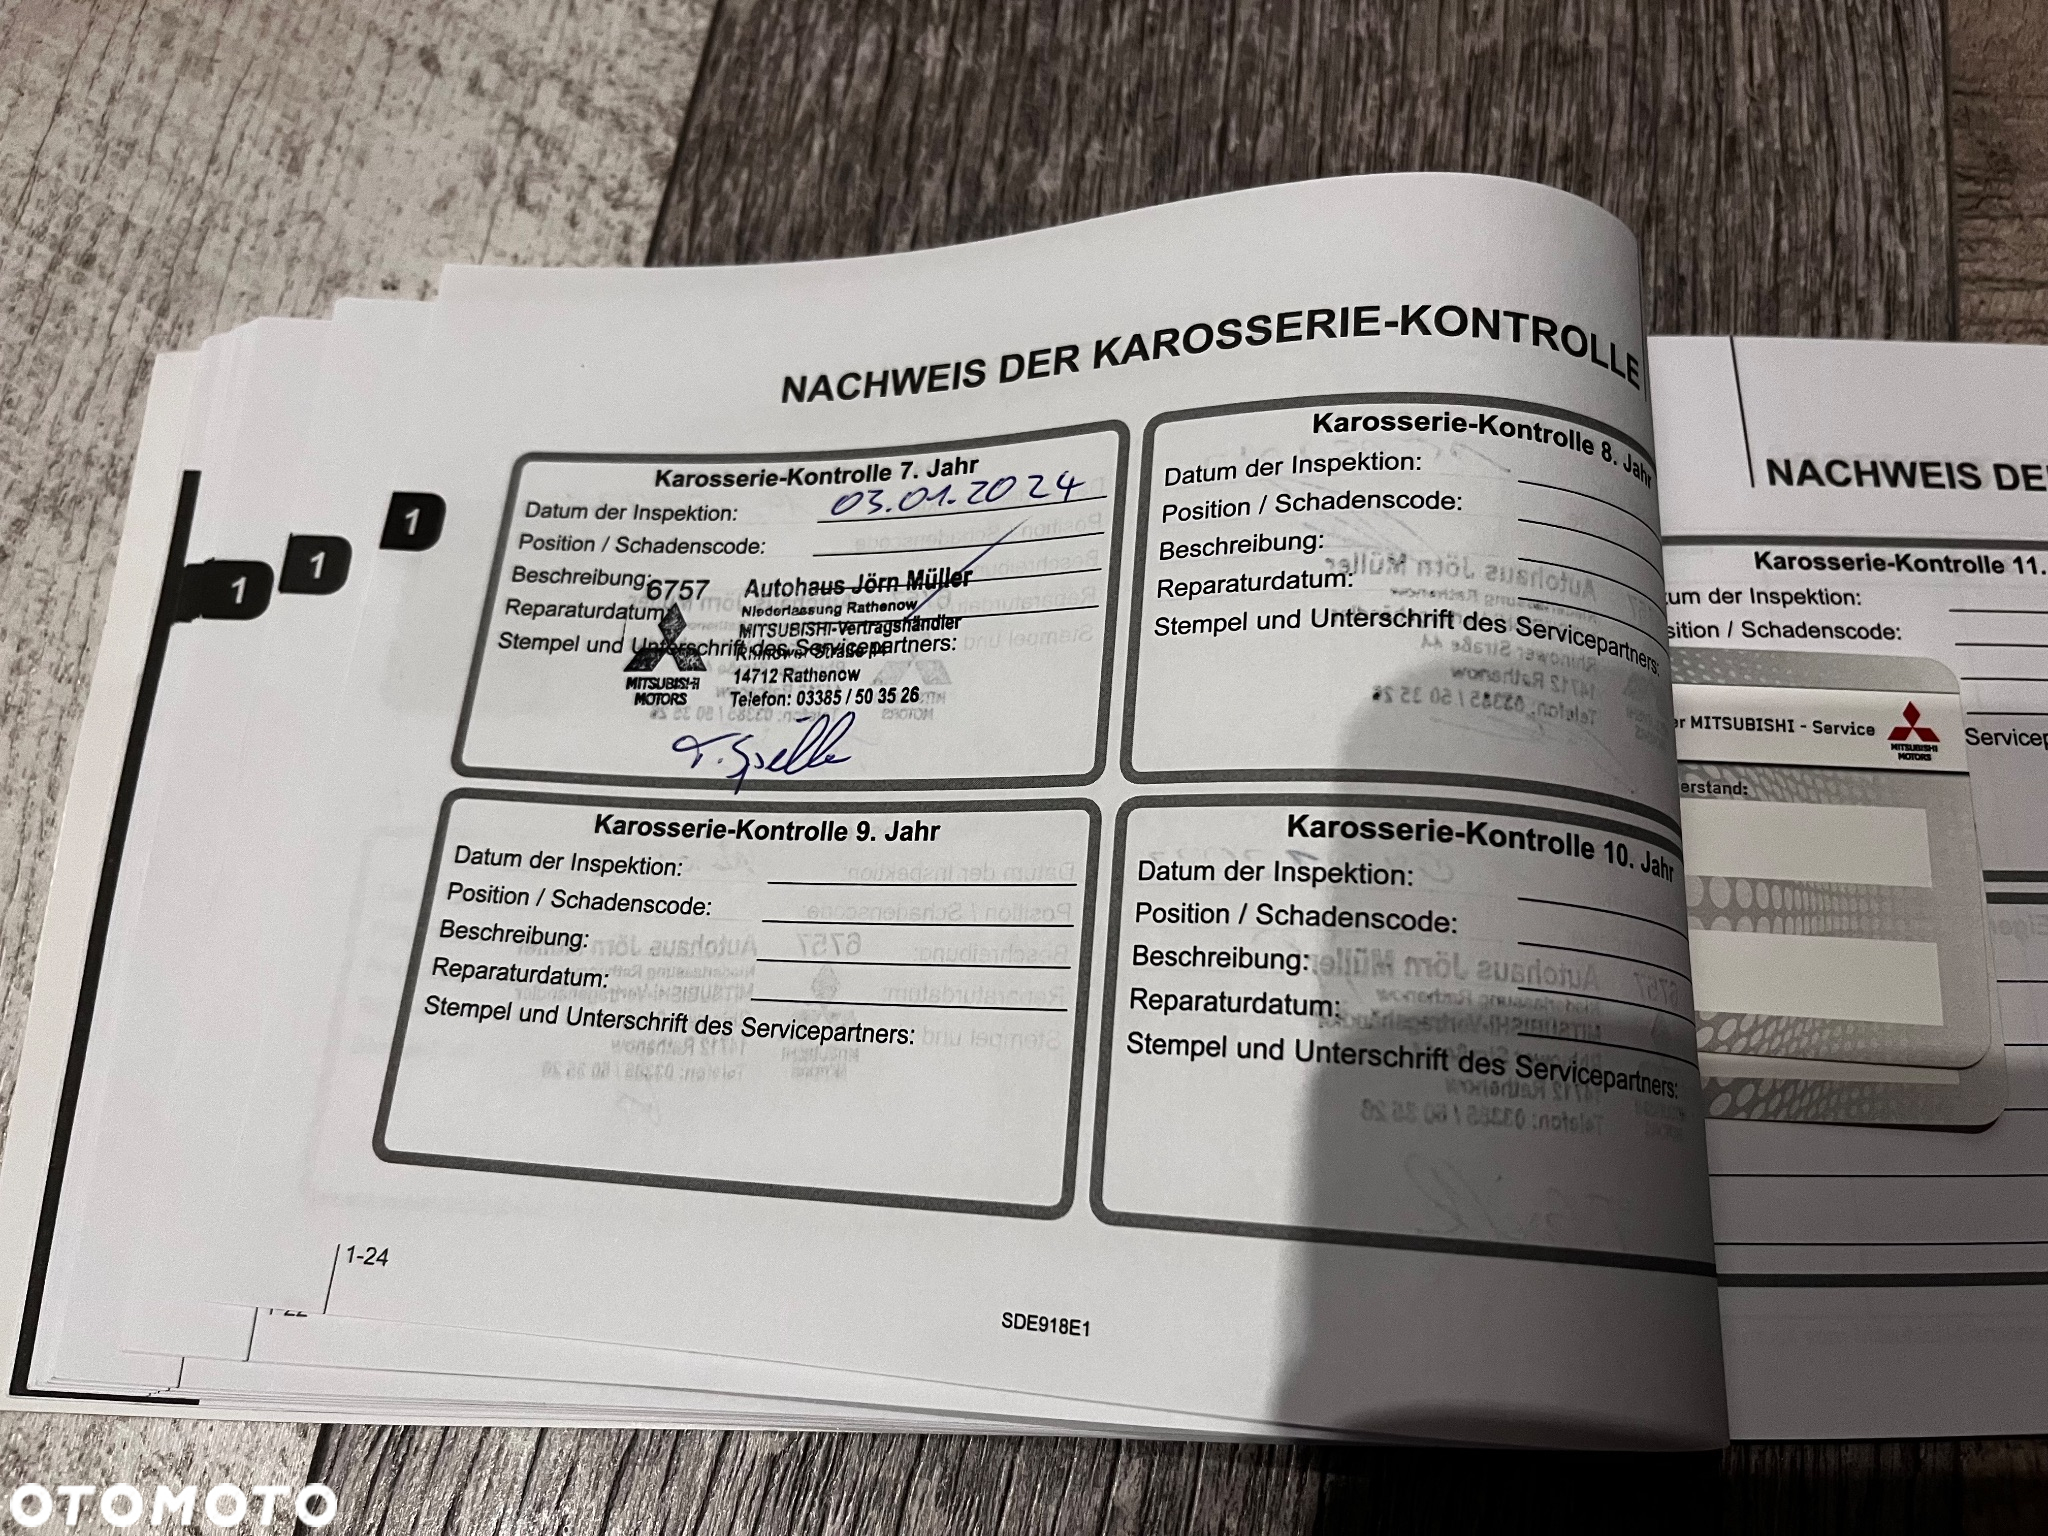 NACHWEIS DER KAROSSERIE-KONTROLLE
1
1
1
Karosserie-Kontrolle 7. Jahr
Datum der Inspektion: 03.01.2024
Position / Schadenscode:
Beschreibung:
Reparaturdatum
Stempel und Unterschrift des Servicepartners:
6757 Autohaus Jörn Müller
Niederlassung Rathenow
MITSUBISHI-Vertragshändler
Rhinower Straße 44
14712 Rathenow
Telefon: 03385 / 50 35 26
MITSUBISHI
MOTORS
Karosserie-Kontrolle 8. Jahr
Datum der Inspektion:
Position / Schadenscode:
Beschreibung:
Reparaturdatum:
Stempel und Unterschrift des Servicepartners:
Karosserie-Kontrolle 9. Jahr
Datum der Inspektion:
Position / Schadenscode:
Beschreibung:
Reparaturdatum:
Stempel und Unterschrift des Servicepartners:
Karosserie-Kontrolle 10. Jahr
Datum der Inspektion:
Position / Schadenscode:
Beschreibung:
Reparaturdatum:
Stempel und Unterschrift des Servicepartners:
1-24
SDE918E1
NACHWEIS DE
Karosserie-Kontrolle 11.
um der Inspektion:
sition / Schadenscode:
er MITSUBISHI - Service
MITSUBISHI
MOTORS
Servicep
erstand:
OTOMOTO